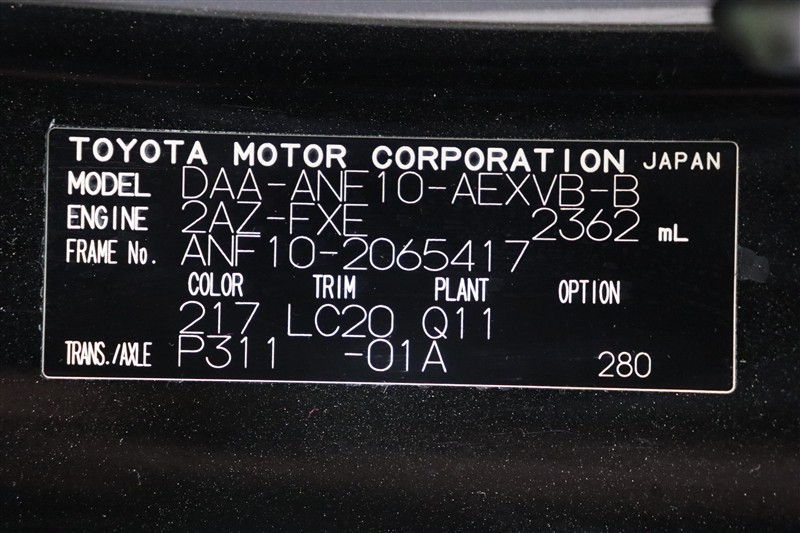 TOYOTA MOTOR CORPORATION JAPAN
MODEL DAA-ANF10-AEXVB-B
ENGINE 2AZ-FXE 2362 mL
FRAME No. ANF10-2065417
COLOR TRIM PLANT OPTION
217 LC20 Q11
TRANS./AXLE P311 -01A 280